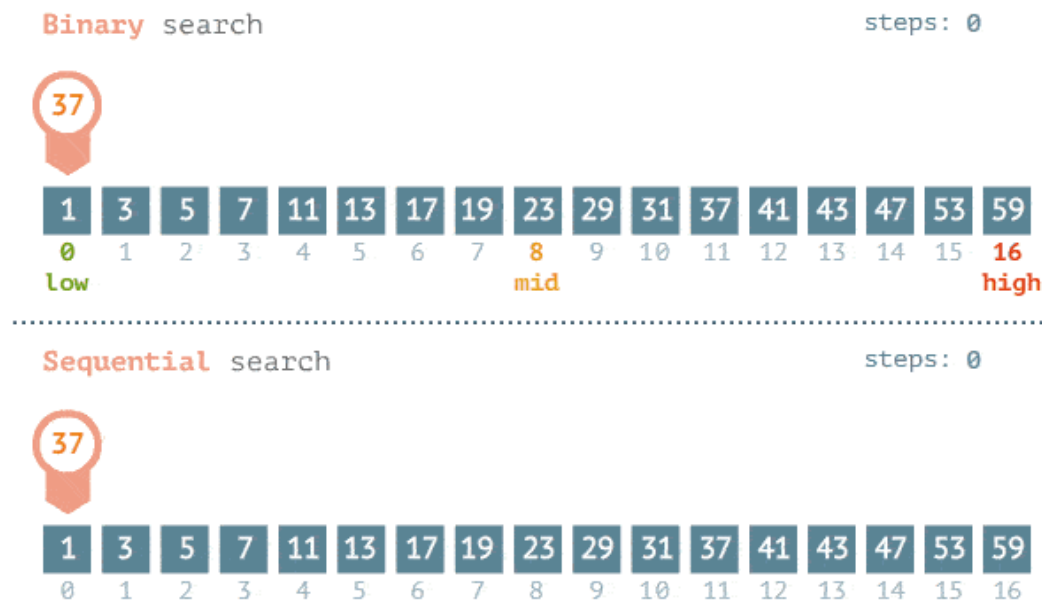 Binary search steps: 0
37
1 3 5 7 11 13 17 19 23 29 31 37 41 43 47 53 59
0 1 2 3 4 5 6 7 8 9 10 11 12 13 14 15 16
low mid high
Sequential search steps: 0
37
1 3 5 7 11 13 17 19 23 29 31 37 41 43 47 53 59
0 1 2 3 4 5 6 7 8 9 10 11 12 13 14 15 16